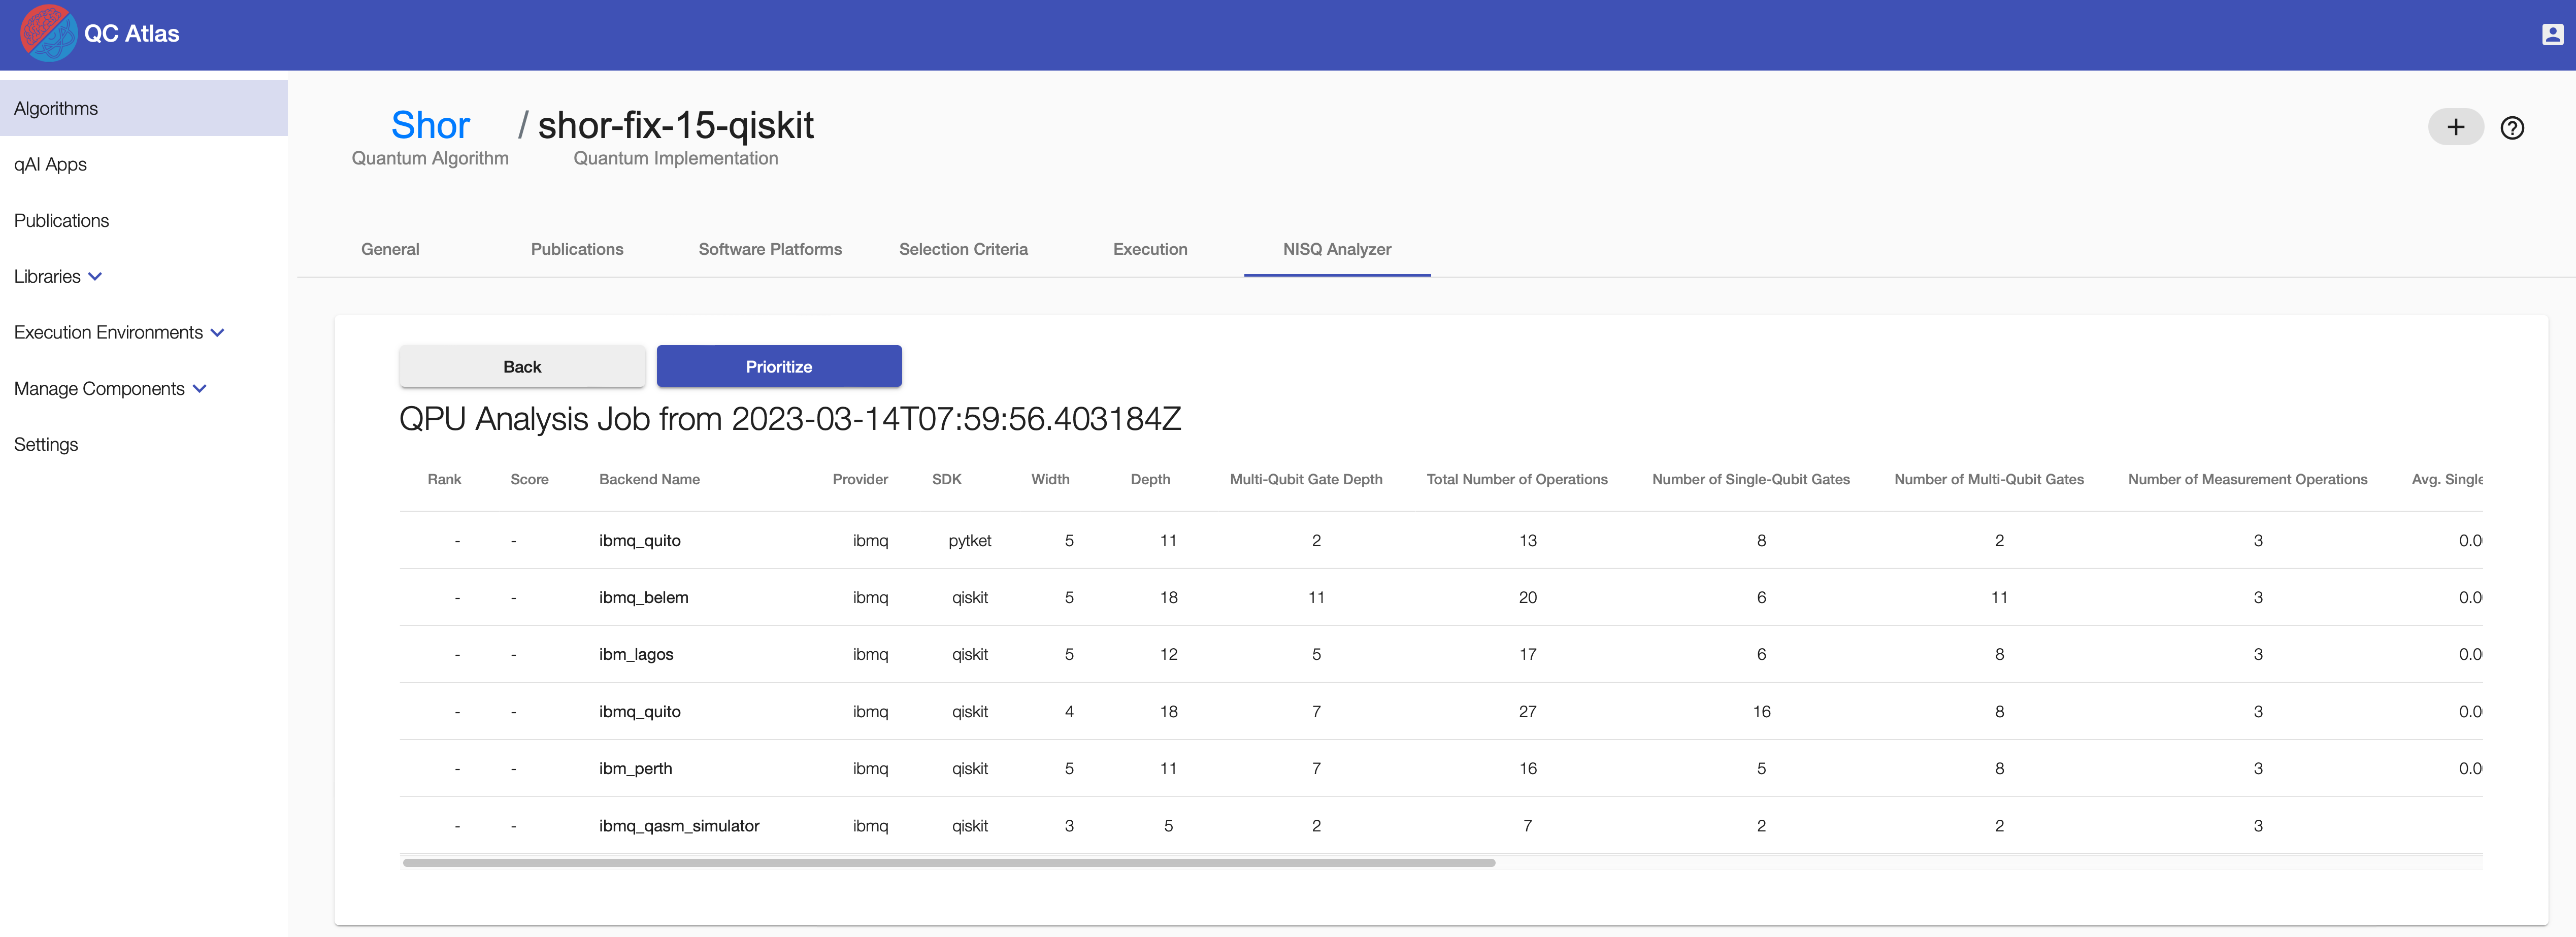 QC Atlas
Algorithms
qAI Apps
Publications
Libraries
Execution Environments
Manage Components
Settings
Shor / shor-fix-15-qiskit
Quantum Algorithm Quantum Implementation
+ ?
General Publications Software Platforms Selection Criteria Execution NISQ Analyzer
Back Prioritize
QPU Analysis Job from 2023-03-14T07:59:56.403184Z
Rank Score Backend Name Provider SDK Width Depth Multi-Qubit Gate Depth Total Number of Operations Number of Single-Qubit Gates Number of Multi-Qubit Gates Number of Measurement Operations Avg. Single
- - ibmq_quito ibmq pytket 5 11 2 13 8 2 3 0.0
- - ibmq_belem ibmq qiskit 5 18 11 20 6 11 3 0.0
- - ibm_lagos ibmq qiskit 5 12 5 17 6 8 3 0.0
- - ibmq_quito ibmq qiskit 4 18 7 27 16 8 3 0.0
- - ibm_perth ibmq qiskit 5 11 7 16 5 8 3 0.0
- - ibmq_qasm_simulator ibmq qiskit 3 5 2 7 2 2 3